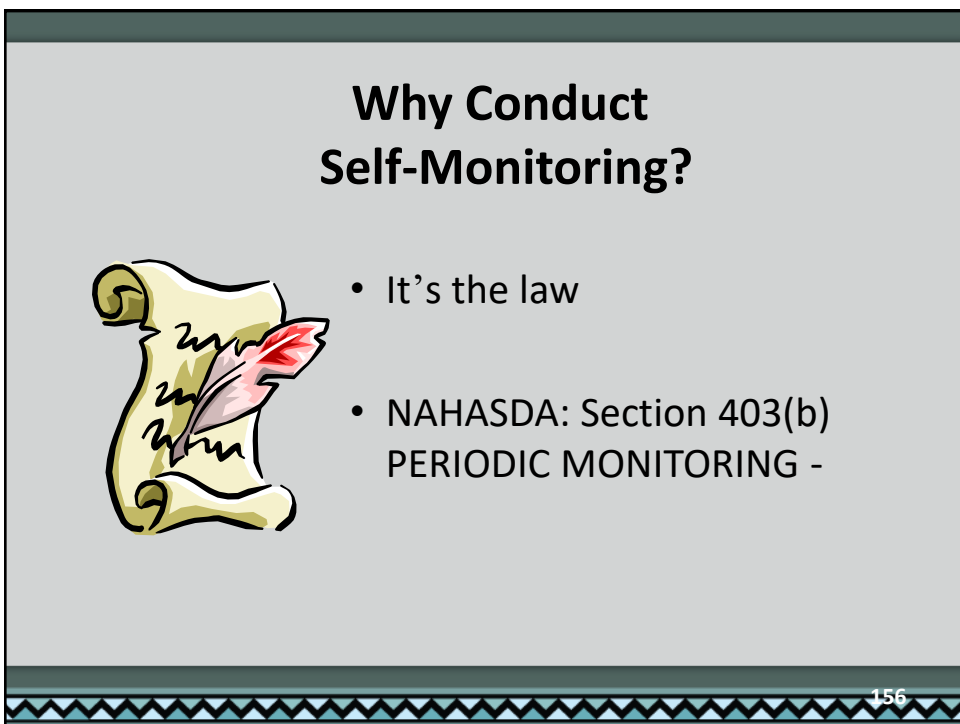 Why Conduct
Self-Monitoring?
• It’s the law
• NAHASDA: Section 403(b)
PERIODIC MONITORING -
156